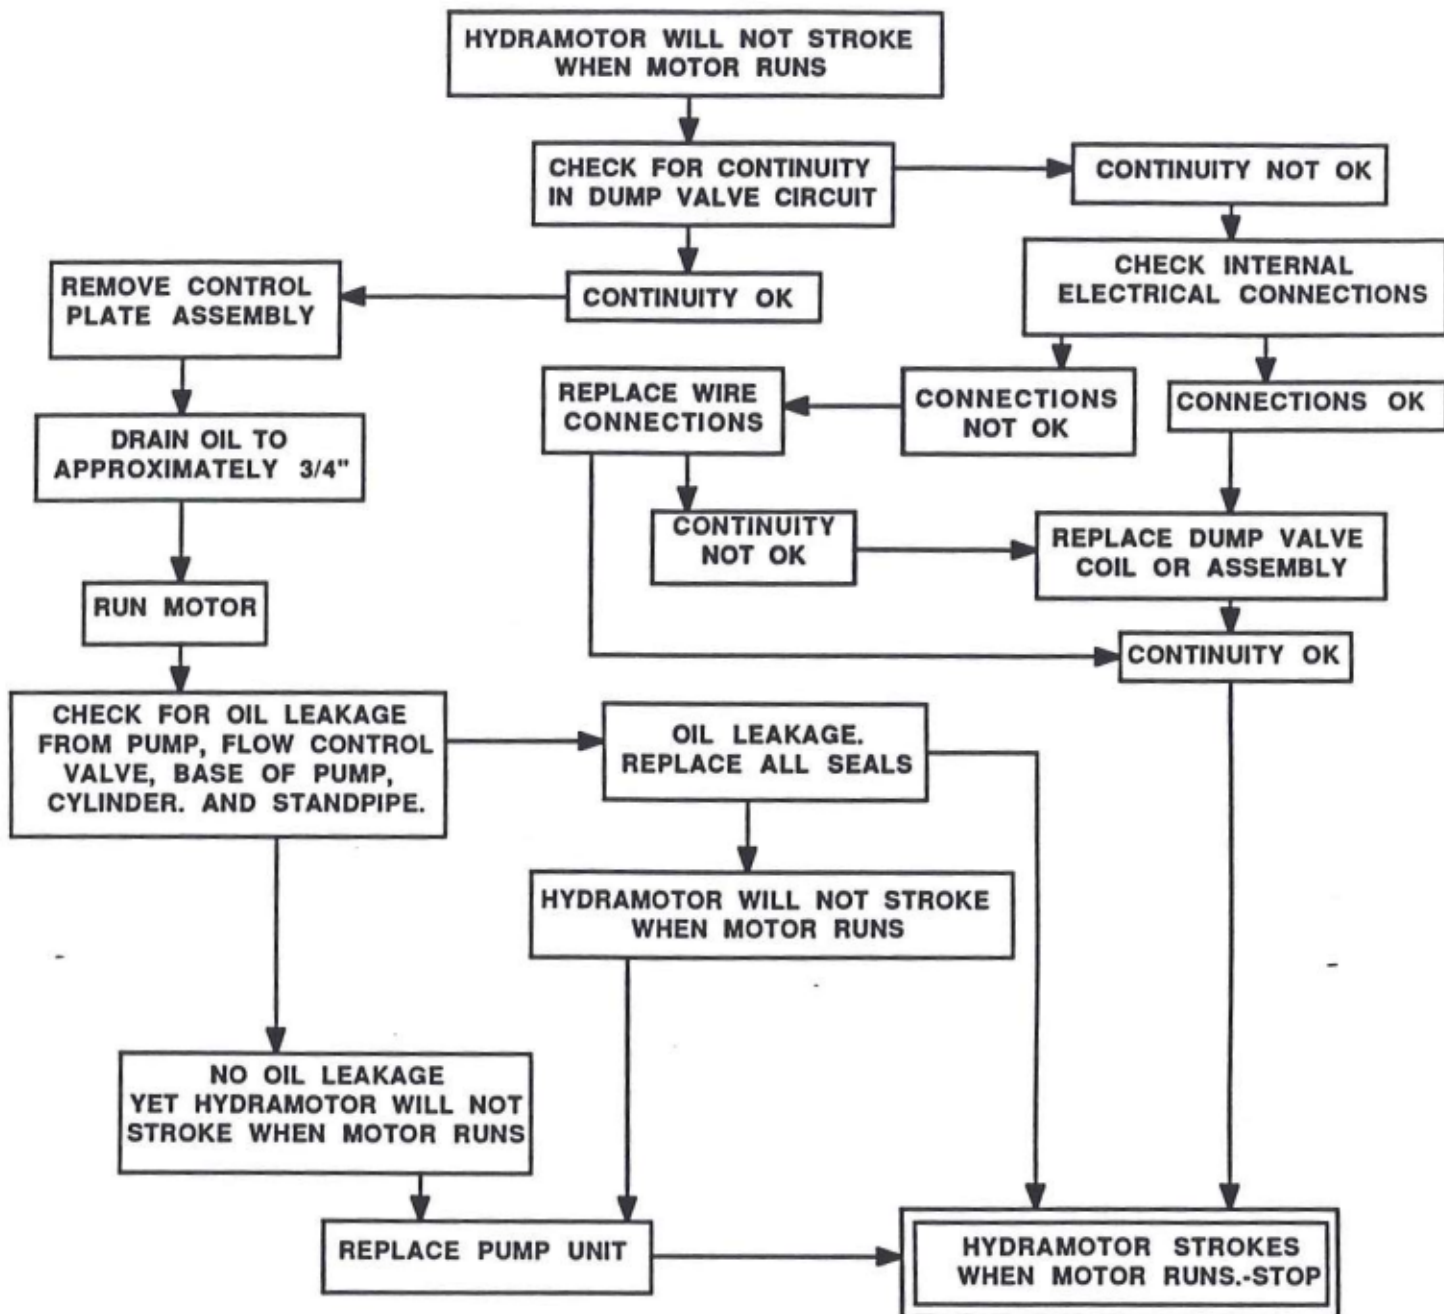 HYDRAMOTOR WILL NOT STROKE
WHEN MOTOR RUNS
CHECK FOR CONTINUITY
IN DUMP VALVE CIRCUIT
CONTINUITY NOT OK
CONTINUITY OK
CHECK INTERNAL
ELECTRICAL CONNECTIONS
REMOVE CONTROL
PLATE ASSEMBLY
REPLACE WIRE
CONNECTIONS
CONNECTIONS
NOT OK
CONNECTIONS OK
DRAIN OIL TO
APPROXIMATELY 3/4"
CONTINUITY
NOT OK
REPLACE DUMP VALVE
COIL OR ASSEMBLY
RUN MOTOR
CONTINUITY OK
CHECK FOR OIL LEAKAGE
FROM PUMP, FLOW CONTROL
VALVE, BASE OF PUMP,
CYLINDER. AND STANDPIPE.
OIL LEAKAGE.
REPLACE ALL SEALS
HYDRAMOTOR WILL NOT STROKE
WHEN MOTOR RUNS
NO OIL LEAKAGE
YET HYDRAMOTOR WILL NOT
STROKE WHEN MOTOR RUNS
REPLACE PUMP UNIT
HYDRAMOTOR STROKES
WHEN MOTOR RUNS.-STOP